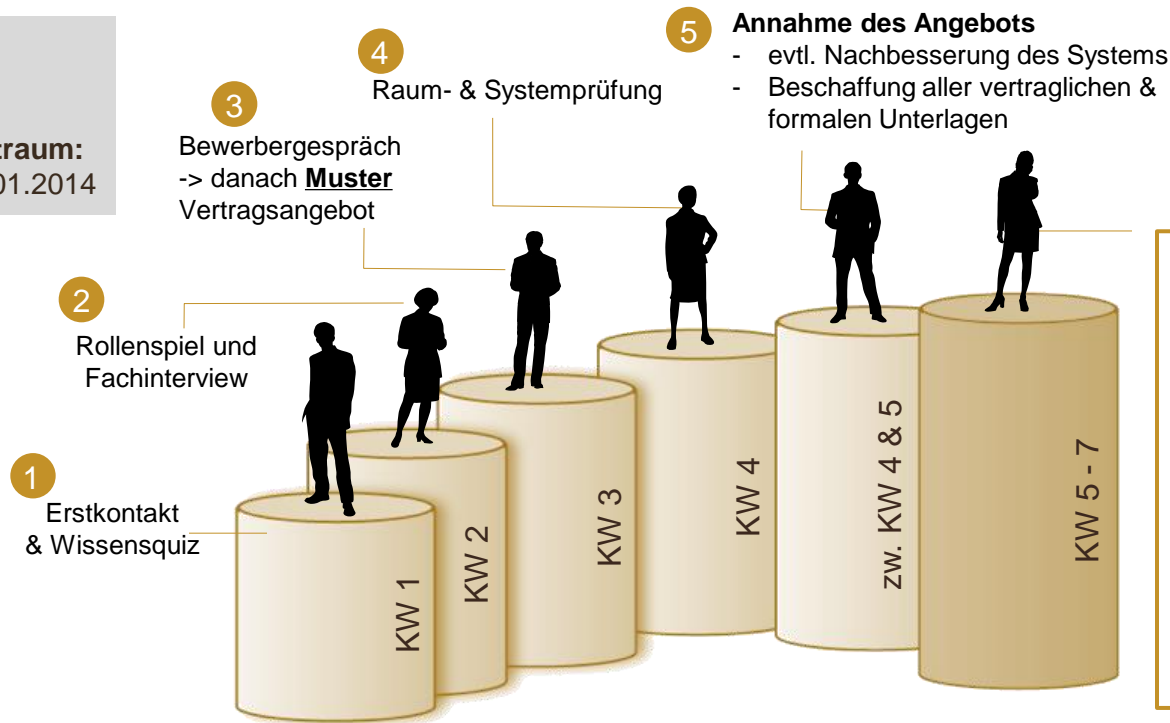 traum:
01.2014
1
Erstkontakt
& Wissensquiz
2
Rollenspiel und
Fachinterview
3
Bewerbergespräch
-> danach Muster
Vertragsangebot
4
Raum- & Systemprüfung
5
Annahme des Angebots
- evtl. Nachbesserung des Systems
- Beschaffung aller vertraglichen &
formalen Unterlagen
KW 1
KW 2
KW 3
KW 4
zw. KW 4 & 5
KW 5 - 7